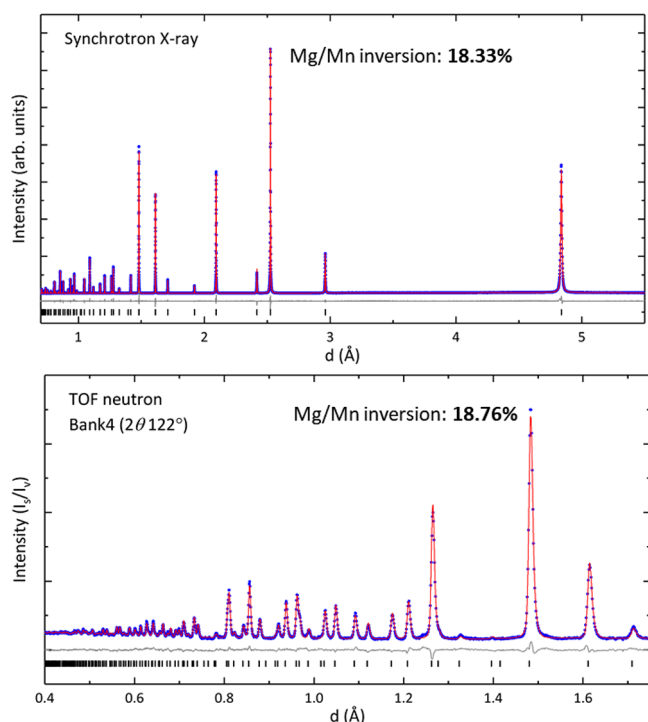 Synchrotron X-ray
Mg/Mn inversion: 18.33%
Intensity (arb. units)
1 2 3 4 5
d (Å)
TOF neutron
Bank4 (2θ 122°)
Mg/Mn inversion: 18.76%
Intensity (I_S/I_V)
0.4 0.6 0.8 1.0 1.2 1.4 1.6
d (Å)